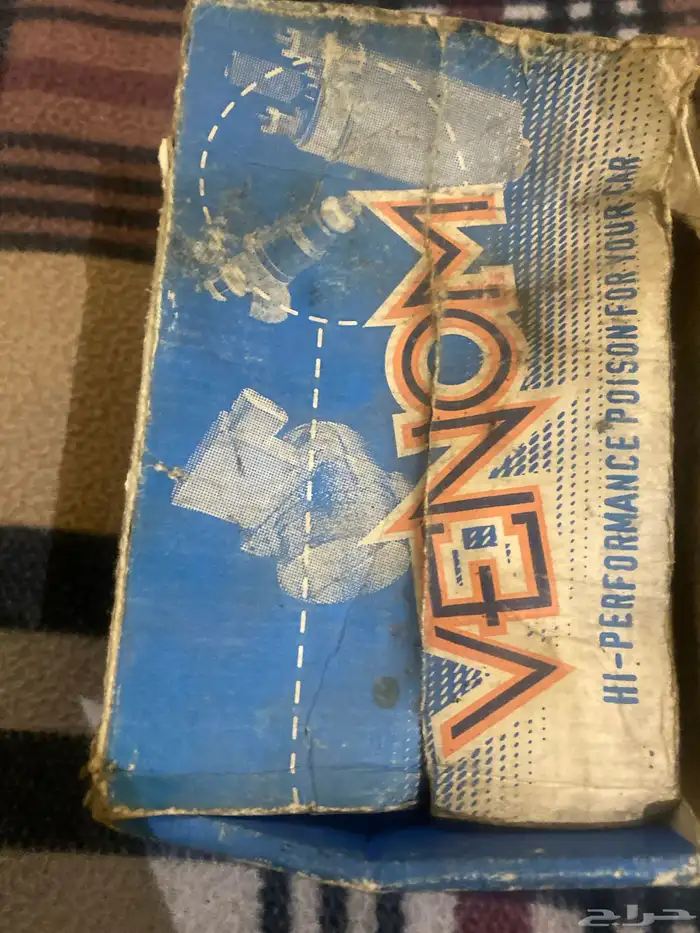 VENOM
HI-PERFORMANCE POISON FOR YOUR CAR
حراج